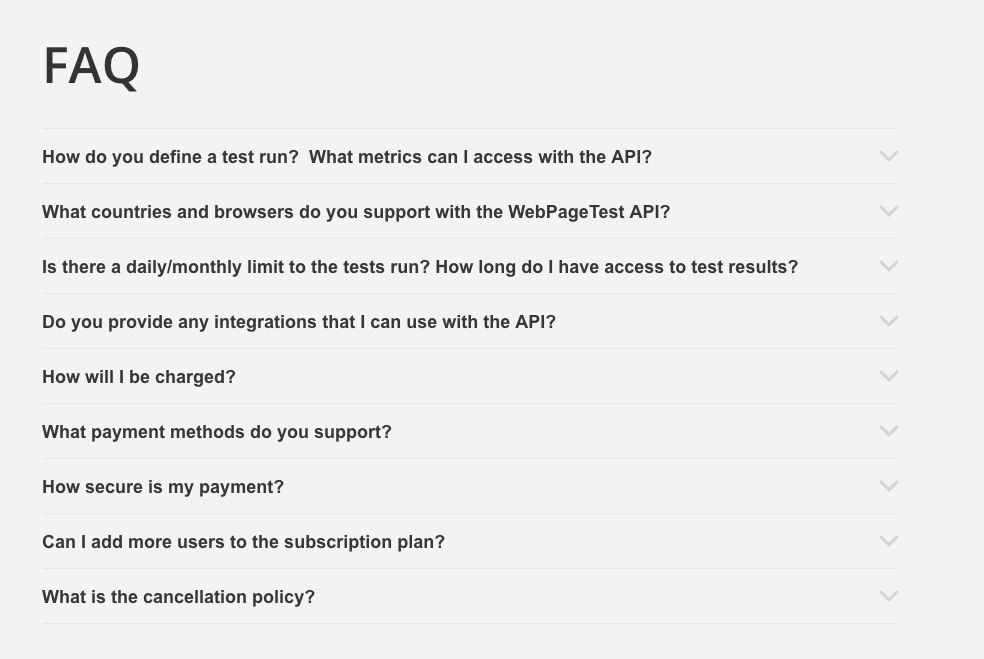 FAQ
How do you define a test run?  What metrics can I access with the API?
What countries and browsers do you support with the WebPageTest API?
Is there a daily/monthly limit to the tests run? How long do I have access to test results?
Do you provide any integrations that I can use with the API?
How will I be charged?
What payment methods do you support?
How secure is my payment?
Can I add more users to the subscription plan?
What is the cancellation policy?